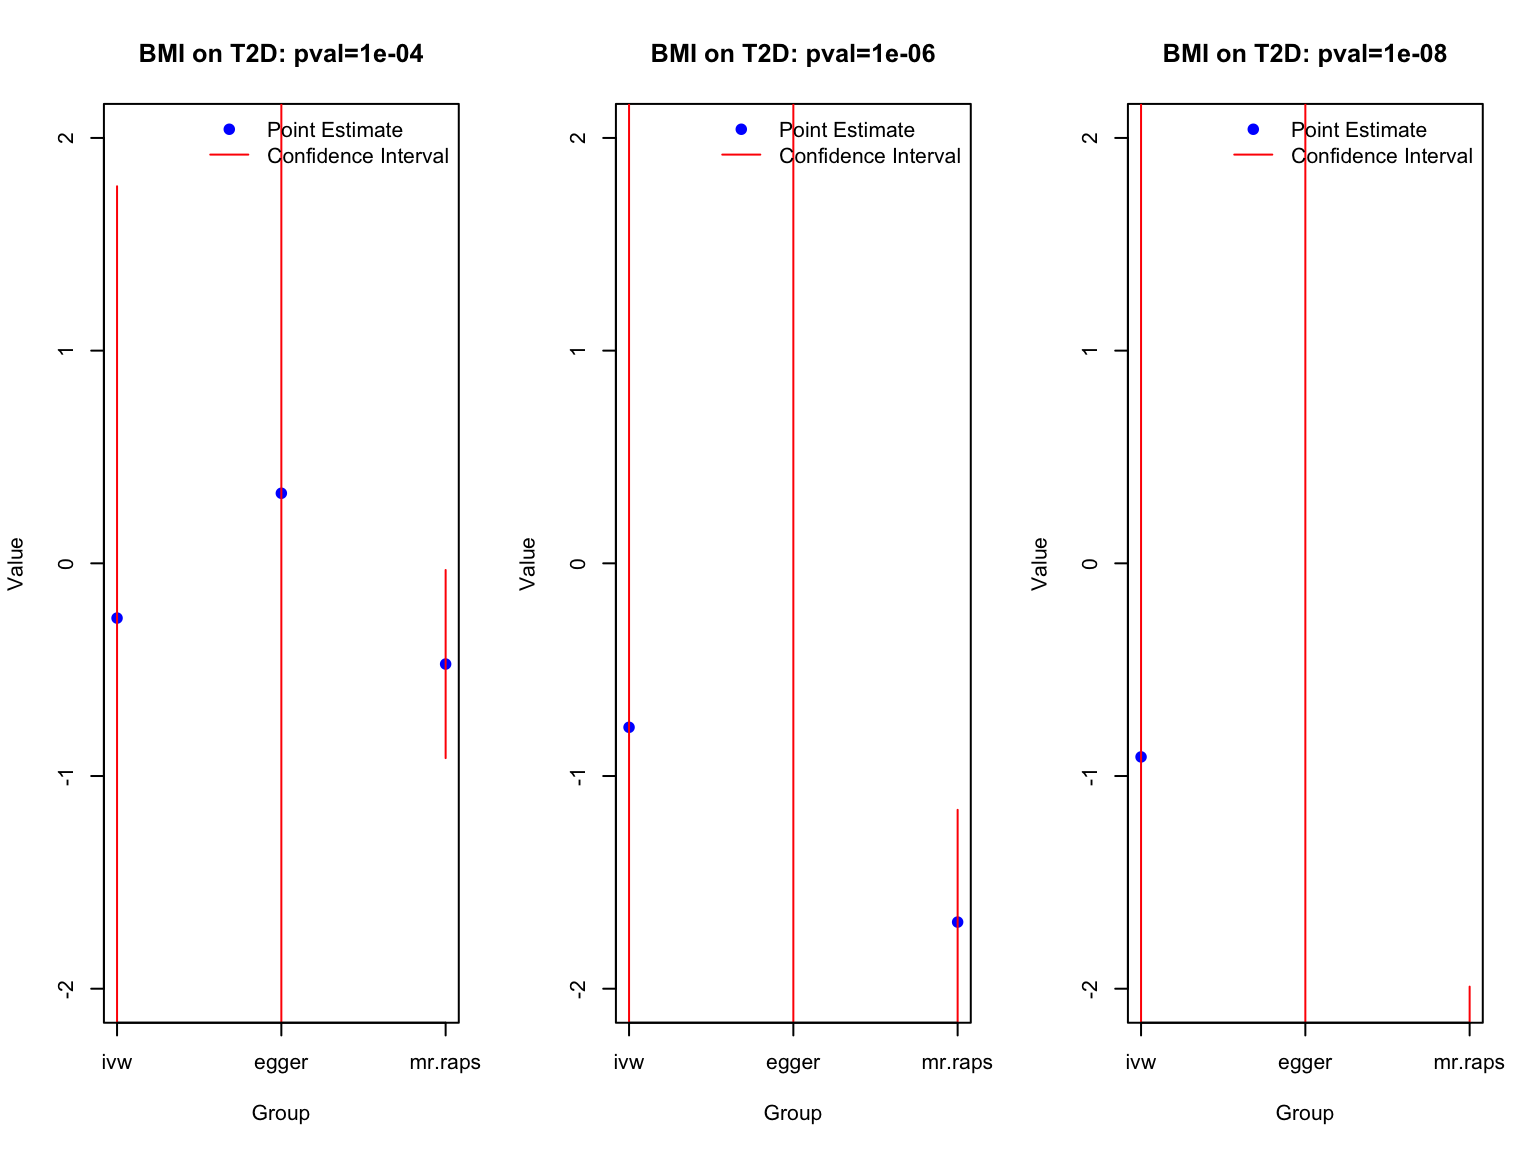 BMI on T2D: pval=1e-04
Point Estimate
Confidence Interval
2
1
0
-1
-2
Value
ivw
egger
mr.raps
Group
BMI on T2D: pval=1e-06
Point Estimate
Confidence Interval
2
1
0
-1
-2
Value
ivw
egger
mr.raps
Group
BMI on T2D: pval=1e-08
Point Estimate
Confidence Interval
2
1
0
-1
-2
Value
ivw
egger
mr.raps
Group